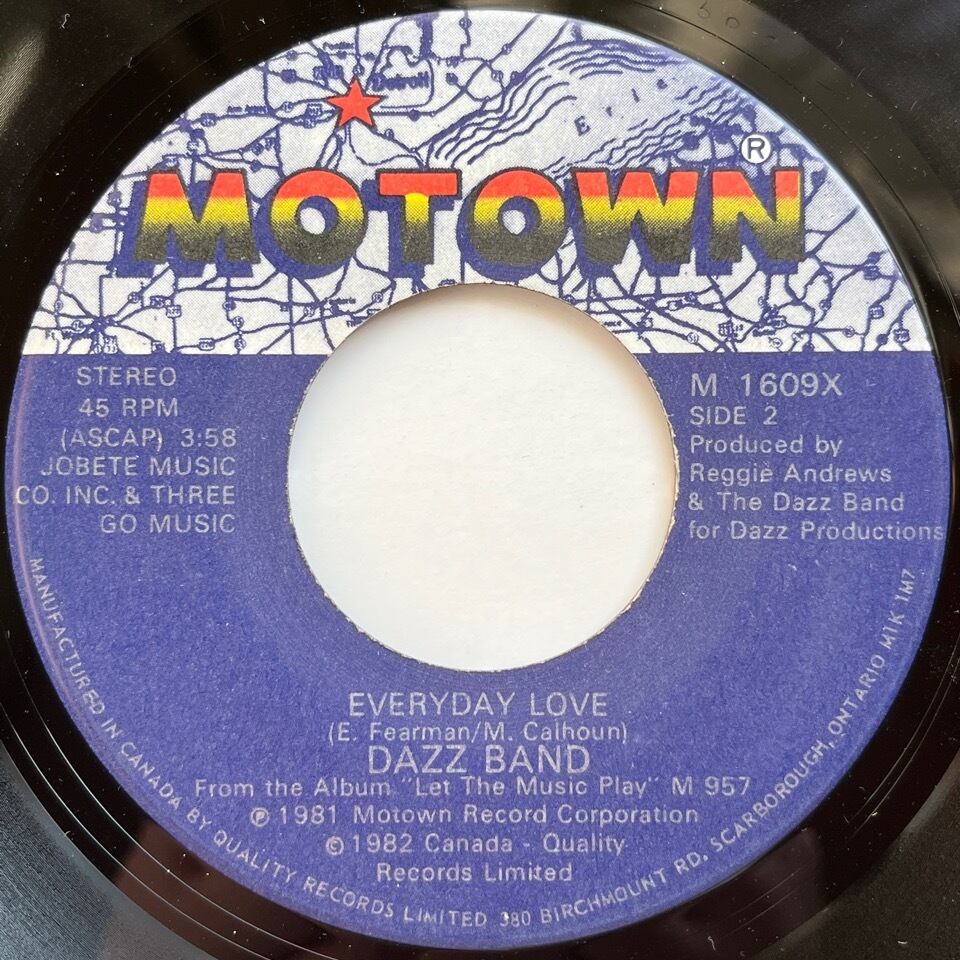 Detroit
Erie
MOTOWN
®
STEREO
45 RPM
(ASCAP) 3:58
JOBETE MUSIC
CO. INC. & THREE
GO MUSIC
M 1609X
SIDE 2
Produced by
Reggie Andrews
& The Dazz Band
for Dazz Productions
EVERYDAY LOVE
(E. Fearman/M. Calhoun)
DAZZ BAND
From the Album "Let The Music Play" M 957
℗ 1981 Motown Record Corporation
© 1982 Canada - Quality
Records Limited
MANUFACTURED IN CANADA BY QUALITY RECORDS LIMITED 380 BIRCHMOUNT RD. SCARBOROUGH, ONTARIO M1K 1M7